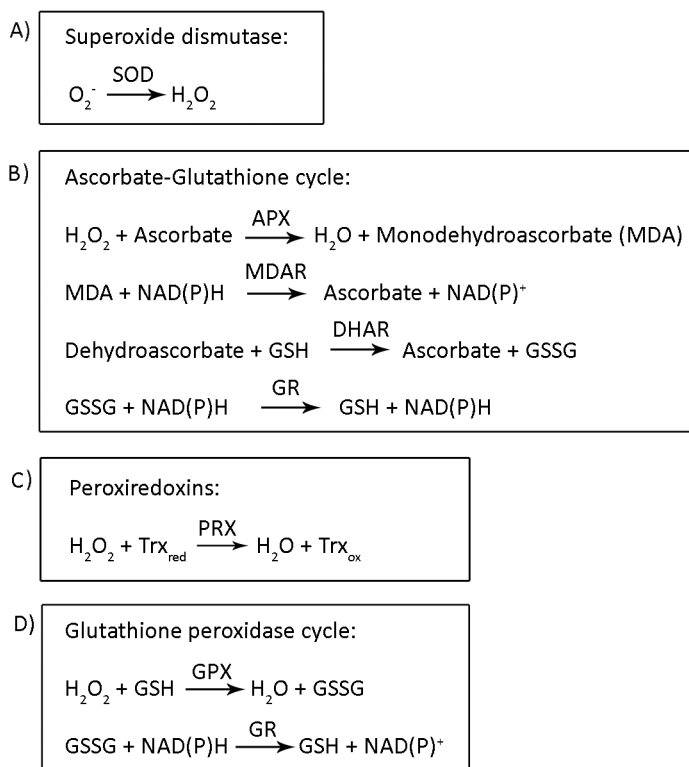 A)
Superoxide dismutase:
SOD
O₂⁻ → H₂O₂
B)
Ascorbate-Glutathione cycle:
APX
H₂O₂ + Ascorbate → H₂O + Monodehydroascorbate (MDA)
MDAR
MDA + NAD(P)H → Ascorbate + NAD(P)⁺
DHAR
Dehydroascorbate + GSH → Ascorbate + GSSG
GR
GSSG + NAD(P)H → GSH + NAD(P)H
C)
Peroxiredoxins:
PRX
H₂O₂ + Trx_red → H₂O + Trx_ox
D)
Glutathione peroxidase cycle:
GPX
H₂O₂ + GSH → H₂O + GSSG
GR
GSSG + NAD(P)H → GSH + NAD(P)⁺